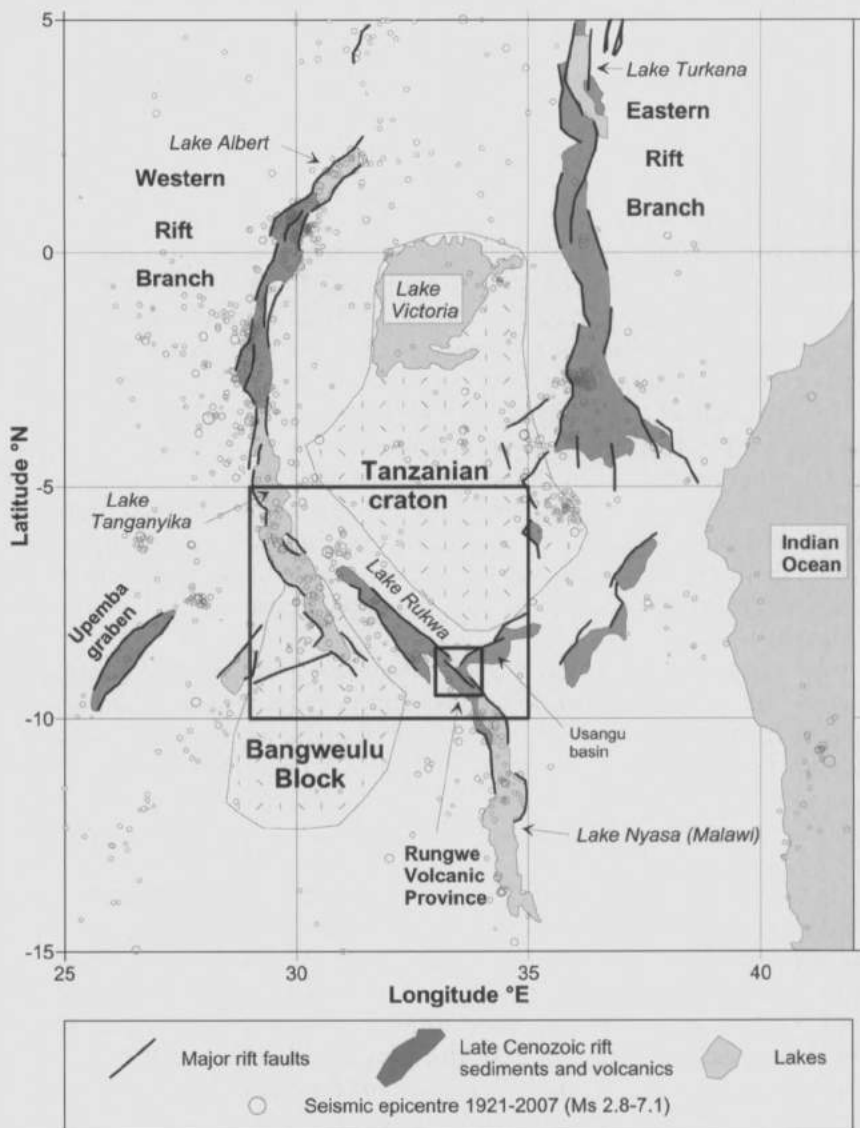 5
Lake Turkana
Eastern
Rift
Branch
Lake Albert
Western
Rift
Branch
0
Lake
Victoria
Latitude °N
Tanzanian
craton
-5
Lake
Tanganyika
Indian
Ocean
Lake Rukwa
Upemba
graben
-10
Usangu
basin
Bangweulu
Block
Lake Nyasa (Malawi)
Rungwe
Volcanic
Province
-15
25
30
35
40
Longitude °E
Major rift faults
Late Cenozoic rift
sediments and volcanics
Lakes
Seismic epicentre 1921-2007 (Ms 2.8-7.1)